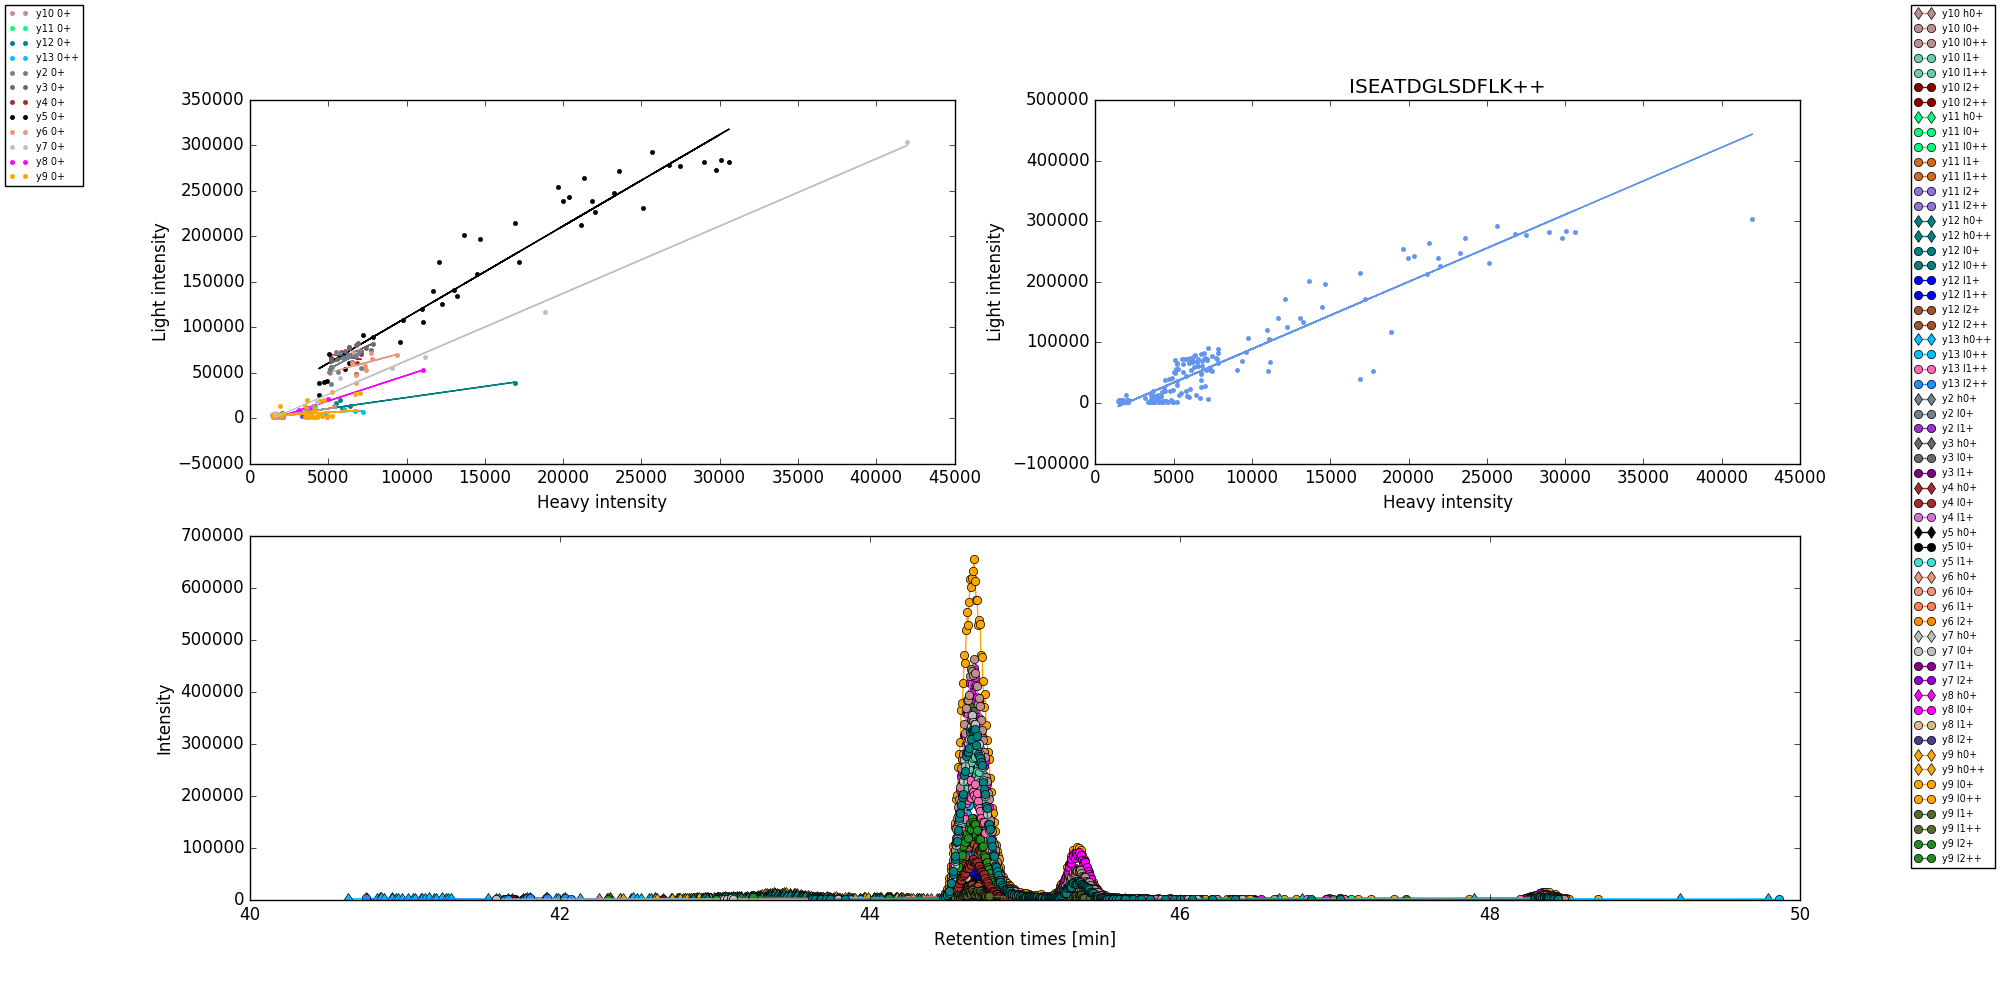 y10 0+
y11 0+
y12 0+
y13 0++
y2 0+
y3 0+
y4 0+
y5 0+
y6 0+
y7 0+
y8 0+
y9 0+
350000
300000
250000
200000
150000
100000
50000
0
−50000
Light intensity
0 5000 10000 15000 20000 25000 30000 35000 40000 45000
Heavy intensity
ISEATDGLSDFLK++
500000
400000
300000
200000
100000
0
−100000
Light intensity
0 5000 10000 15000 20000 25000 30000 35000 40000 45000
Heavy intensity
700000
600000
500000
400000
300000
200000
100000
0
Intensity
40 42 44 46 48 50
Retention times [min]
y10 h0+
y10 l0+
y10 l0++
y10 l1+
y10 l1++
y10 l2+
y10 l2++
y11 h0+
y11 l0+
y11 l0++
y11 l1+
y11 l1++
y11 l2+
y11 l2++
y12 h0+
y12 h0++
y12 l0+
y12 l0++
y12 l1+
y12 l1++
y12 l2+
y12 l2++
y13 h0++
y13 l0++
y13 l1++
y13 l2++
y2 h0+
y2 l0+
y2 l1+
y3 h0+
y3 l0+
y3 l1+
y4 h0+
y4 l0+
y4 l1+
y5 h0+
y5 l0+
y5 l1+
y6 h0+
y6 l0+
y6 l1+
y6 l2+
y7 h0+
y7 l0+
y7 l1+
y7 l2+
y8 h0+
y8 l0+
y8 l1+
y8 l2+
y9 h0+
y9 h0++
y9 l0+
y9 l0++
y9 l1+
y9 l1++
y9 l2+
y9 l2++